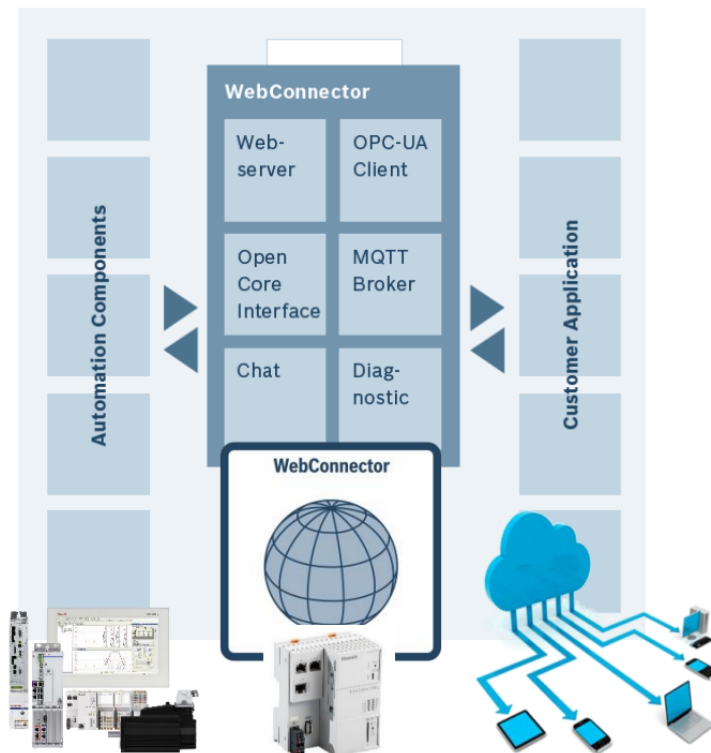 WebConnector
Web-
server
OPC-UA
Client
Open
Core
Interface
MQTT
Broker
Chat
Diag-
nostic
Automation Components
Customer Application
WebConnector